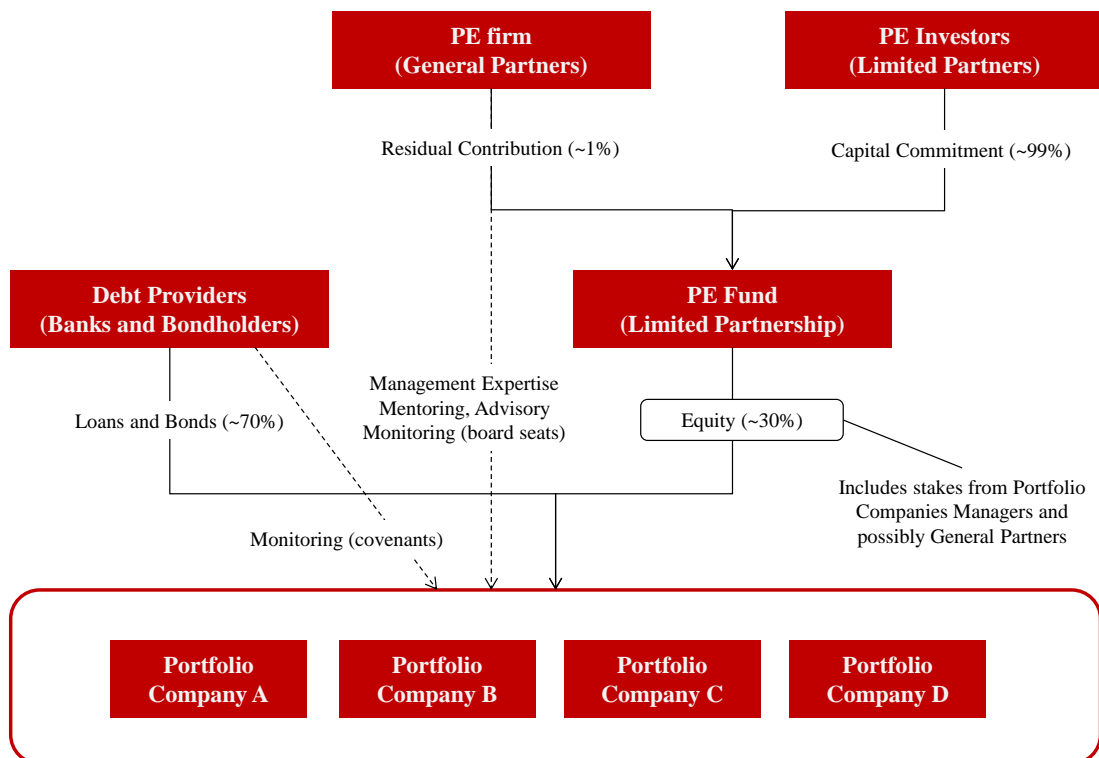 PE firm
(General Partners)
PE Investors
(Limited Partners)
Residual Contribution (~1%)
Capital Commitment (~99%)
Debt Providers
(Banks and Bondholders)
PE Fund
(Limited Partnership)
Loans and Bonds (~70%)
Management Expertise
Mentoring, Advisory
Monitoring (board seats)
Equity (~30%)
Includes stakes from Portfolio
Companies Managers and
possibly General Partners
Monitoring (covenants)
Portfolio
Company A
Portfolio
Company B
Portfolio
Company C
Portfolio
Company D